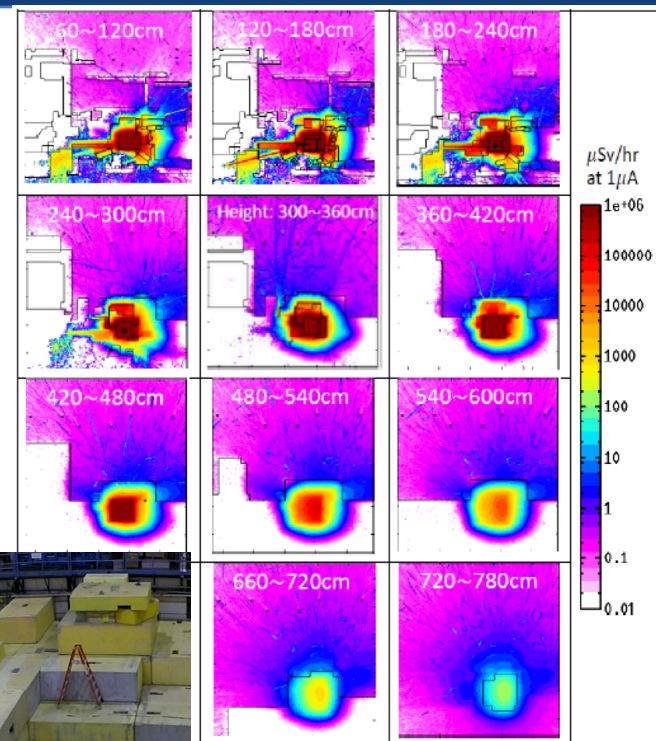 60~120cm
120~180cm
180~240cm
μSv/hr
at 1μA
240~300cm
Height: 300~360cm
360~420cm
1e+06
100000
10000
1000
100
10
1
0.1
0.01
420~480cm
480~540cm
540~600cm
660~720cm
720~780cm